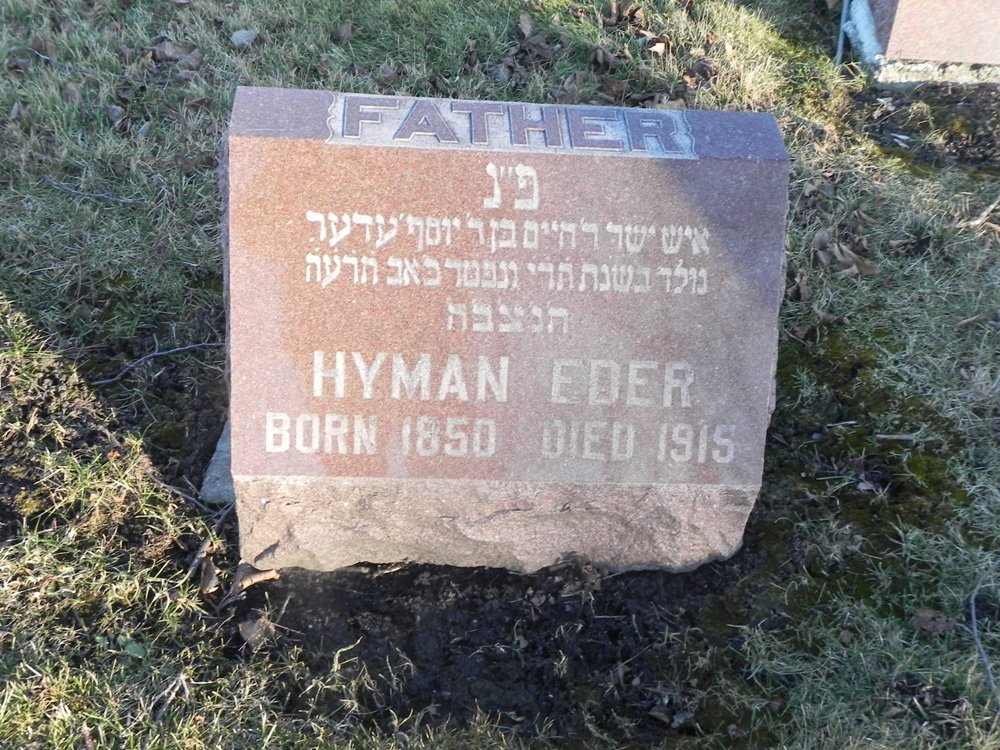 FATHER
פ"נ
איש ישר ר' חיים בן ר' יוסף עדער
נולד בשנת תרי ונפטר כ אב תרעה
ת'נ'צ'ב'ה
HYMAN EDER
BORN 1850 DIED 1915